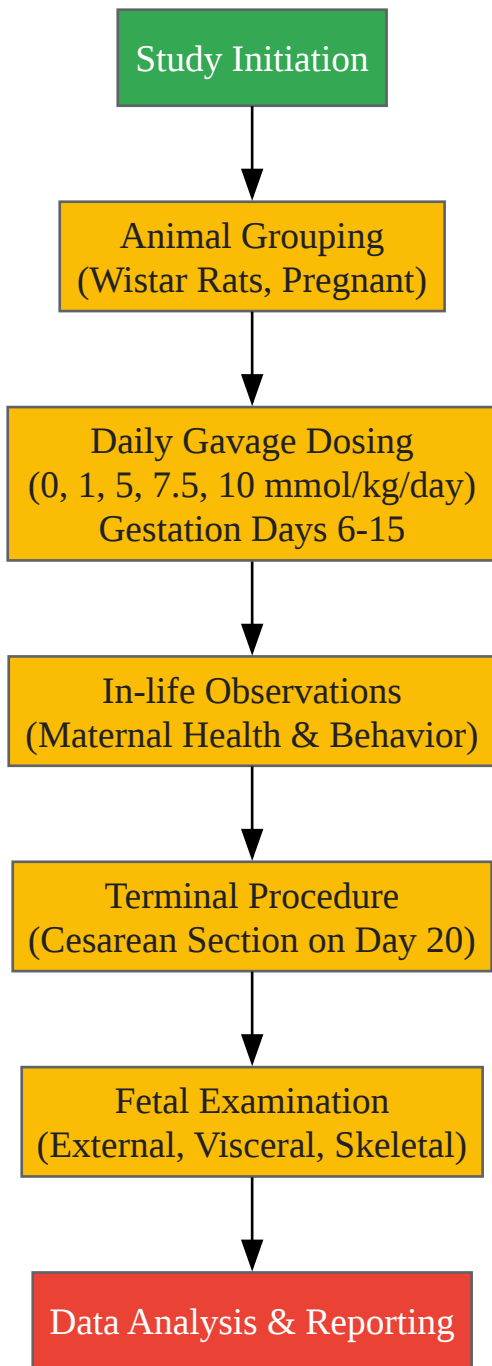 Study Initiation
Animal Grouping
(Wistar Rats, Pregnant)
Daily Gavage Dosing
(0, 1, 5, 7.5, 10 mmol/kg/day)
Gestation Days 6-15
In-life Observations
(Maternal Health & Behavior)
Terminal Procedure
(Cesarean Section on Day 20)
Fetal Examination
(External, Visceral, Skeletal)
Data Analysis & Reporting